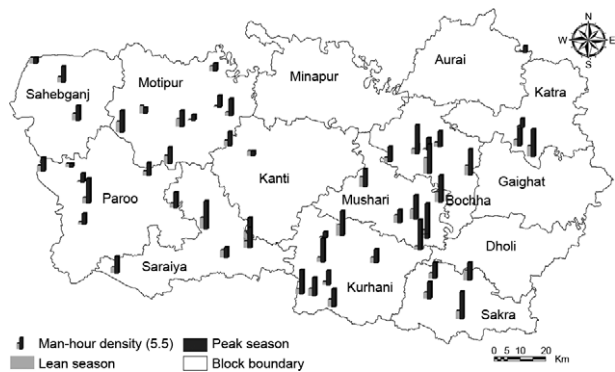 N
W E
S
Aurai
Minapur
Motipur
Sahebganj
Katra
Kanti
Gaighat
Paroo
Mushari
Bochha
Dholi
Saraiya
Kurhani
Sakra
Man-hour density (5.5)
Peak season
Lean season
Block boundary
0 5 10 20
Km